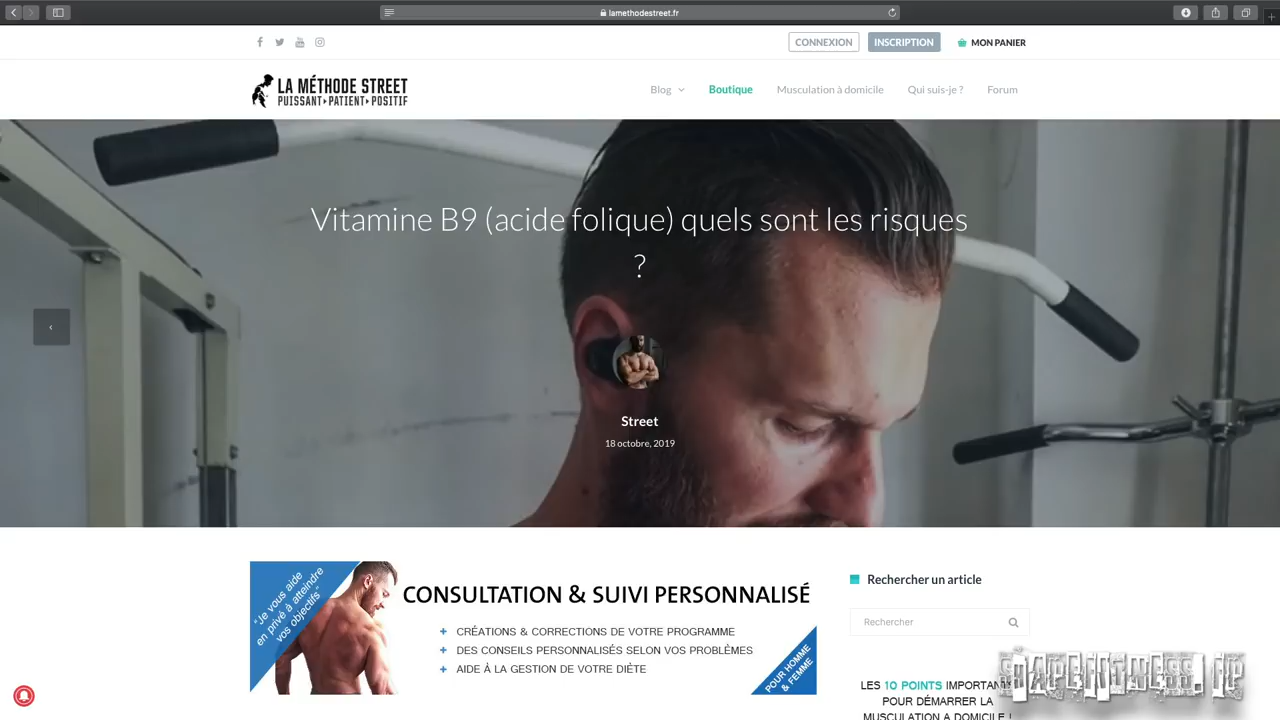 lamethodestreet.fr
CONNEXION
INSCRIPTION
MON PANIER
LA MÉTHODE STREET
PUISSANT PATIENT POSITIF
Blog
Boutique
Musculation à domicile
Qui suis-je ?
Forum
Vitamine B9 (acide folique) quels sont les risques
?
Street
18 octobre, 2019
"Je vous aide
en privé à atteindre
vos objectifs"
CONSULTATION & SUIVI PERSONNALISÉ
+ CRÉATIONS & CORRECTIONS DE VOTRE PROGRAMME
+ DES CONSEILS PERSONNALISÉS SELON VOS PROBLÈMES
+ AIDE À LA GESTION DE VOTRE DIÈTE
POUR HOMME
& FEMME
Rechercher un article
Rechercher
LES 10 POINTS IMPORTANTS
POUR DÉMARRER LA
MUSCULATION A DOMICILE !